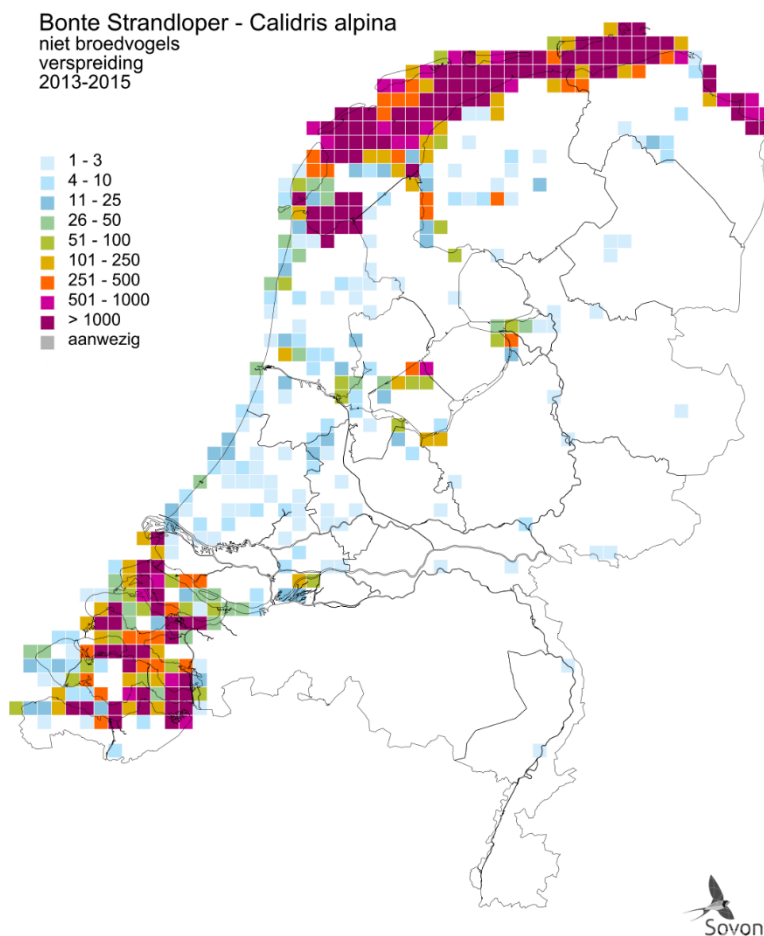 Bonte Strandloper - Calidris alpina
niet broedvogels
verspreiding
2013-2015
1 - 3
4 - 10
11 - 25
26 - 50
51 - 100
101 - 250
251 - 500
501 - 1000
> 1000
aanwezig
Sovon